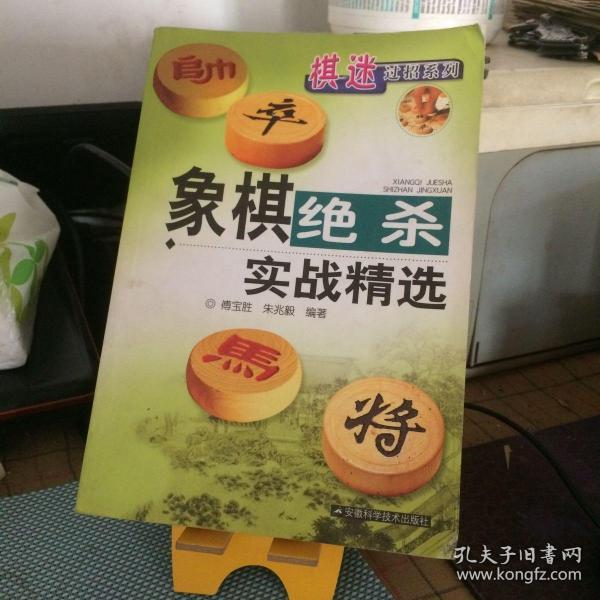 棋迷过招系列
帥
卒
XIANGQI JUESHA
SHIZHAN JINGXUAN
象棋绝杀
实战精选
◎ 傅宝胜 朱兆毅 编著
馬
将
安徽科学技术出版社
孔夫子旧书网
www.kongfz.com